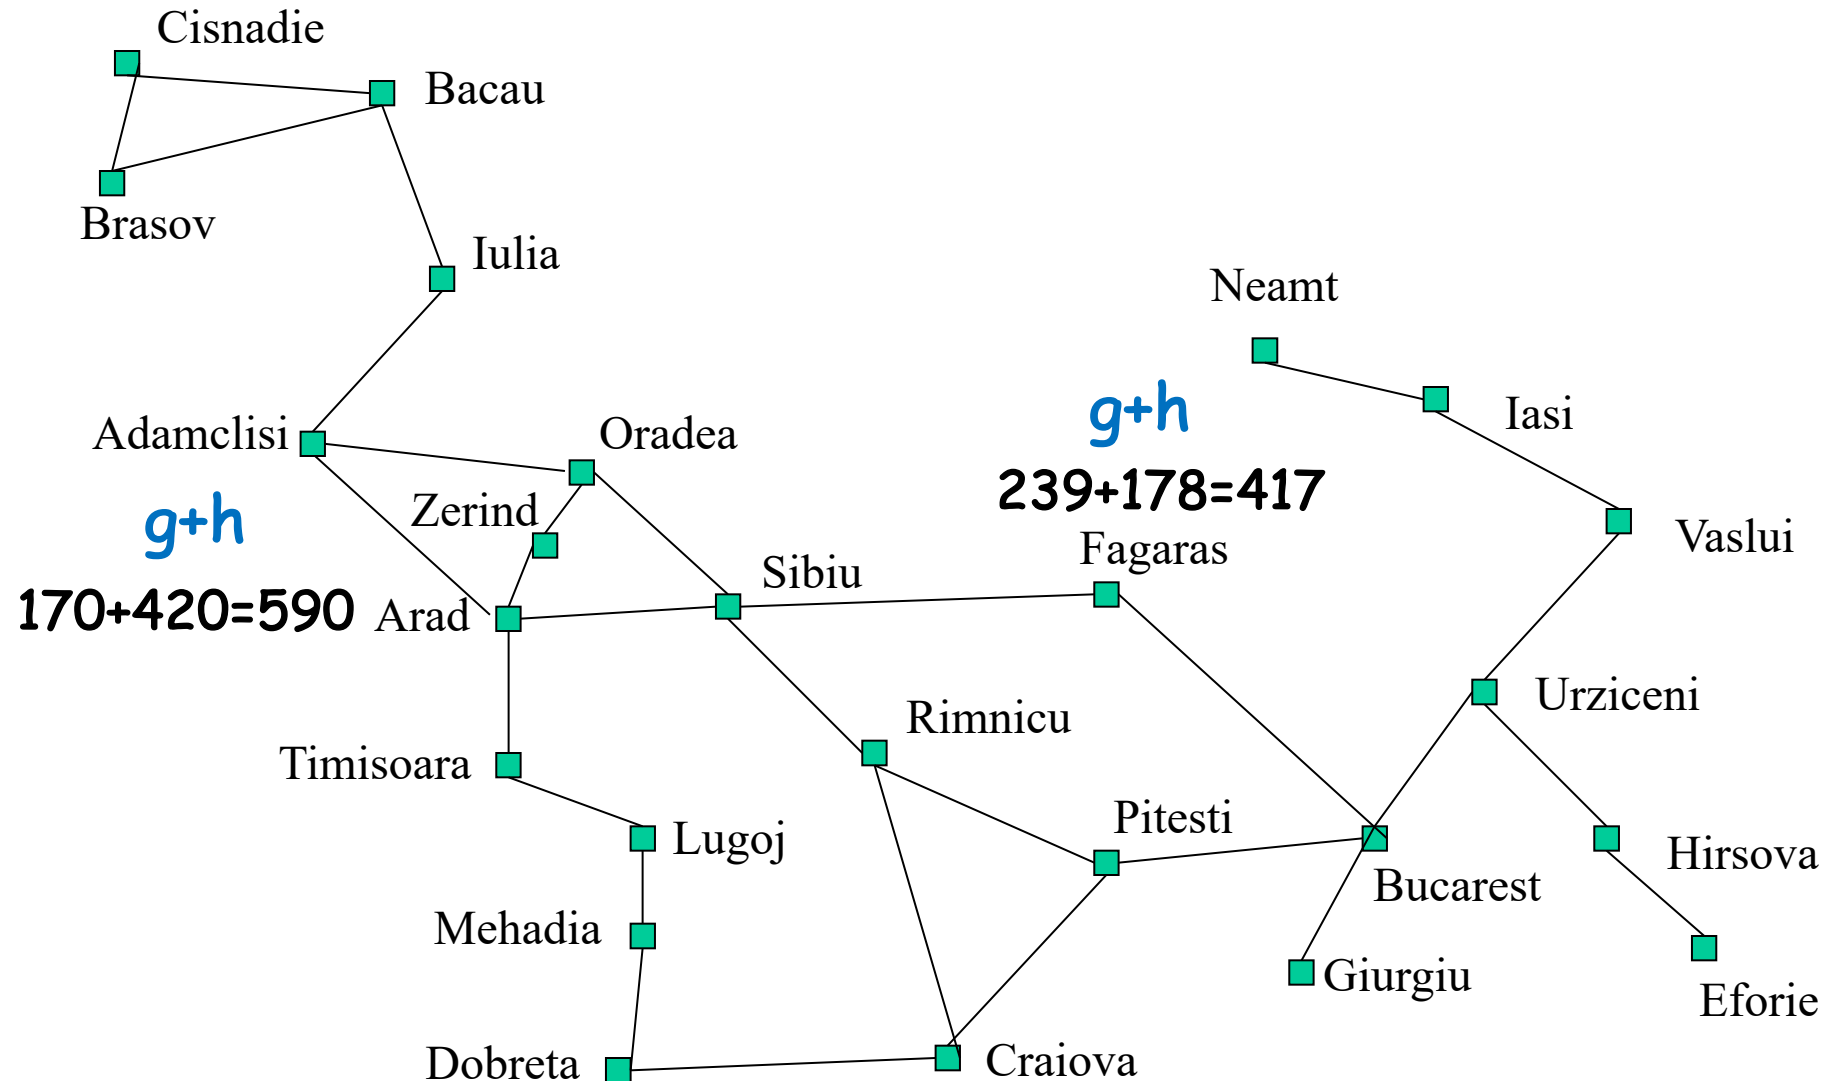 Cisnadie
Bacau
Brasov
Iulia
Neamt
g+h
Iasi
Adamclisi
Oradea
239+178=417
Zerind
g+h
Vaslui
Fagaras
Sibiu
170+420=590
Arad
Urziceni
Rimnicu
Timisoara
Pitesti
Lugoj
Hirsova
Bucarest
Mehadia
Giurgiu
Eforie
Dobreta
Craiova